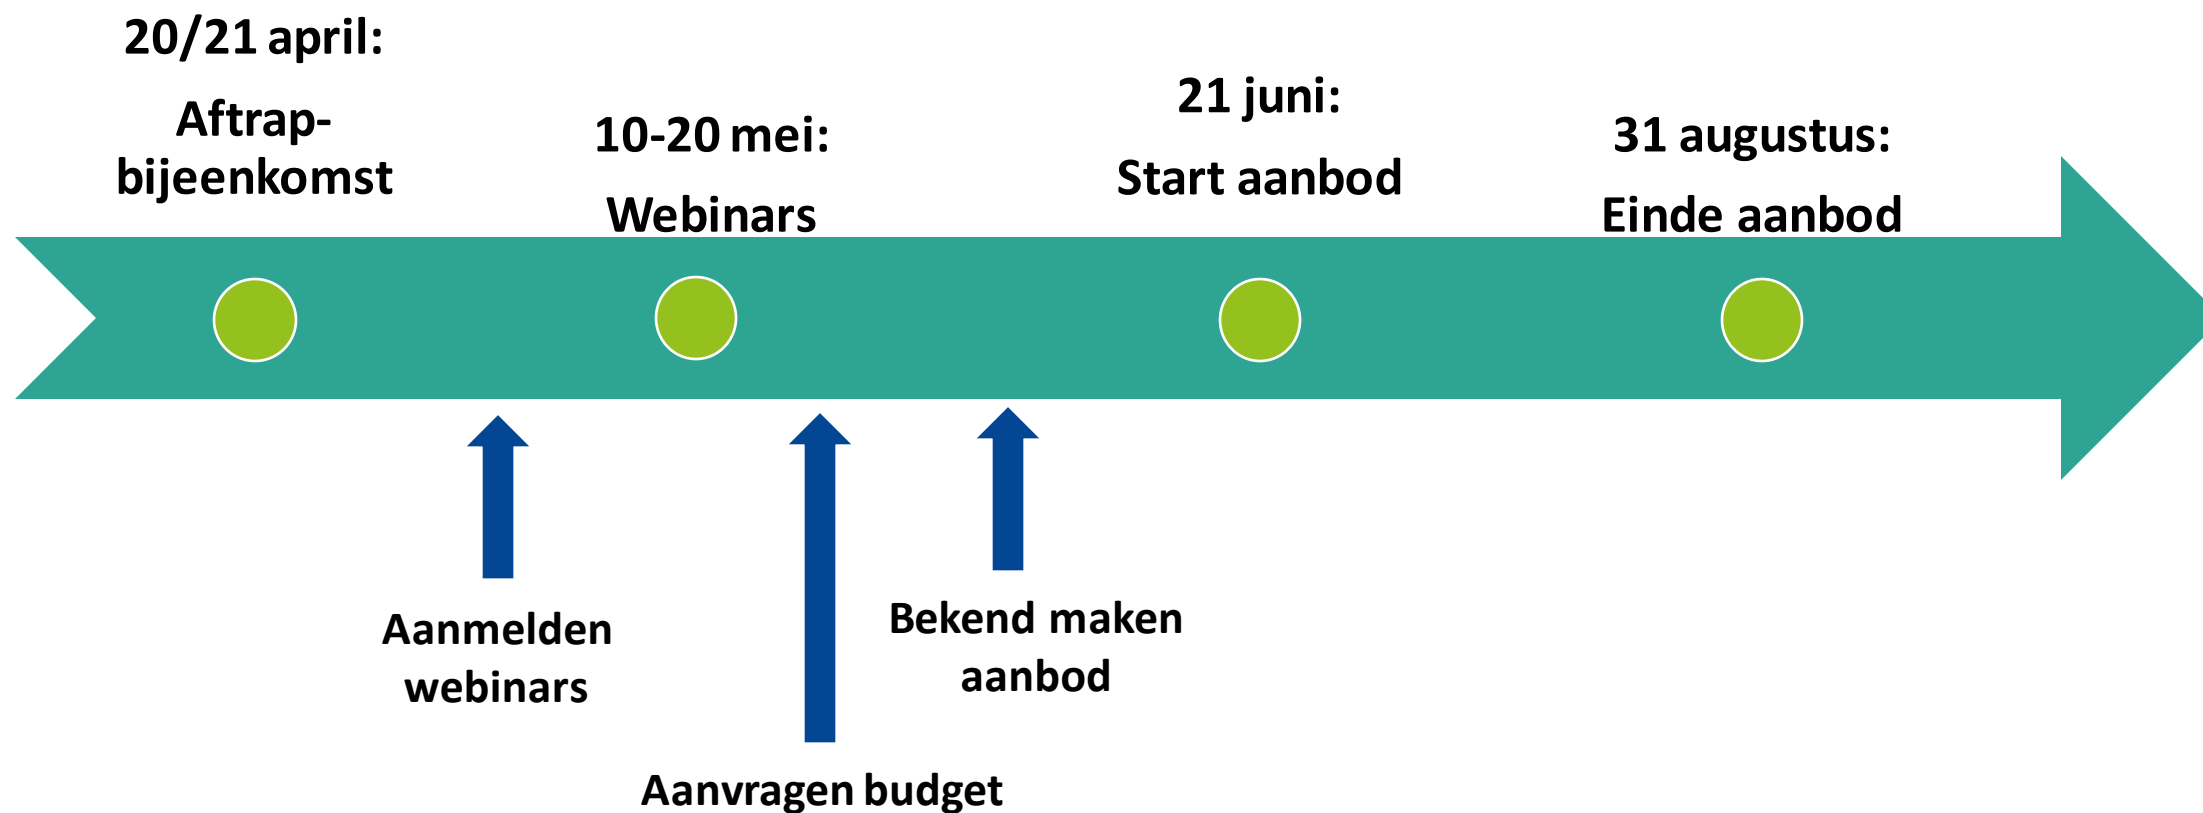 20/21 april:
Aftrap-
bijeenkomst
10-20 mei:
Webinars
21 juni:
Start aanbod
31 augustus:
Einde aanbod
Aanmelden
webinars
Aanvragen budget
Bekend maken
aanbod